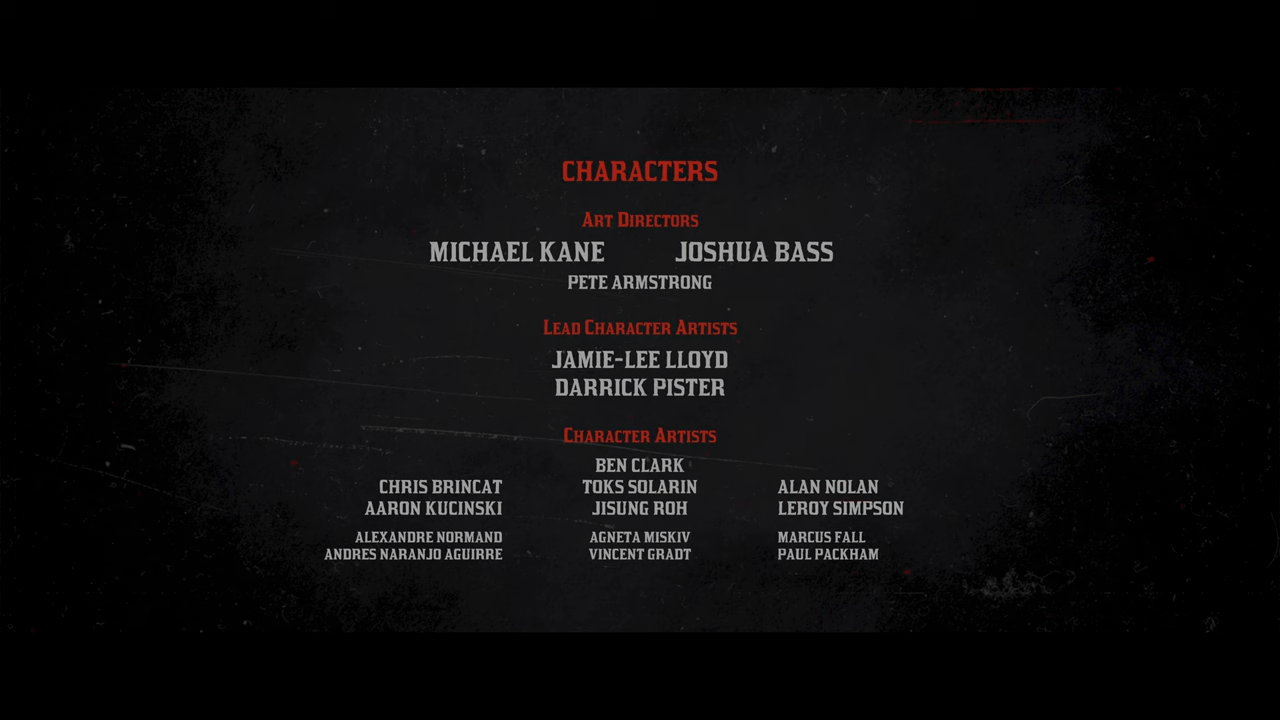 CHARACTERS
ART DIRECTORS
MICHAEL KANE JOSHUA BASS
PETE ARMSTRONG
LEAD CHARACTER ARTISTS
JAMIE-LEE LLOYD
DARRICK PISTER
CHARACTER ARTISTS
BEN CLARK
CHRIS BRINCAT TOKS SOLARIN ALAN NOLAN
AARON KUCINSKI JISUNG ROH LEROY SIMPSON
ALEXANDRE NORMAND AGNETA MISKIV MARCUS FALL
ANDRES NARANJO AGUIRRE VINCENT GRADT PAUL PACKHAM